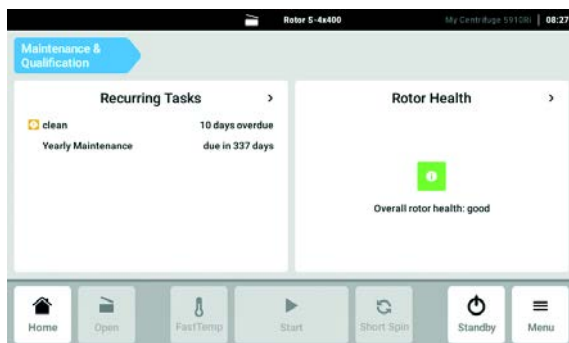 Rotor S-4x400
My Centrifuge 5910Ri
08:27
Maintenance &
Qualification
Recurring Tasks
clean 10 days overdue
Yearly Maintenance due in 337 days
Rotor Health
Overall rotor health: good
Home
Open
FastTemp
Start
Short Spin
Standby
Menu